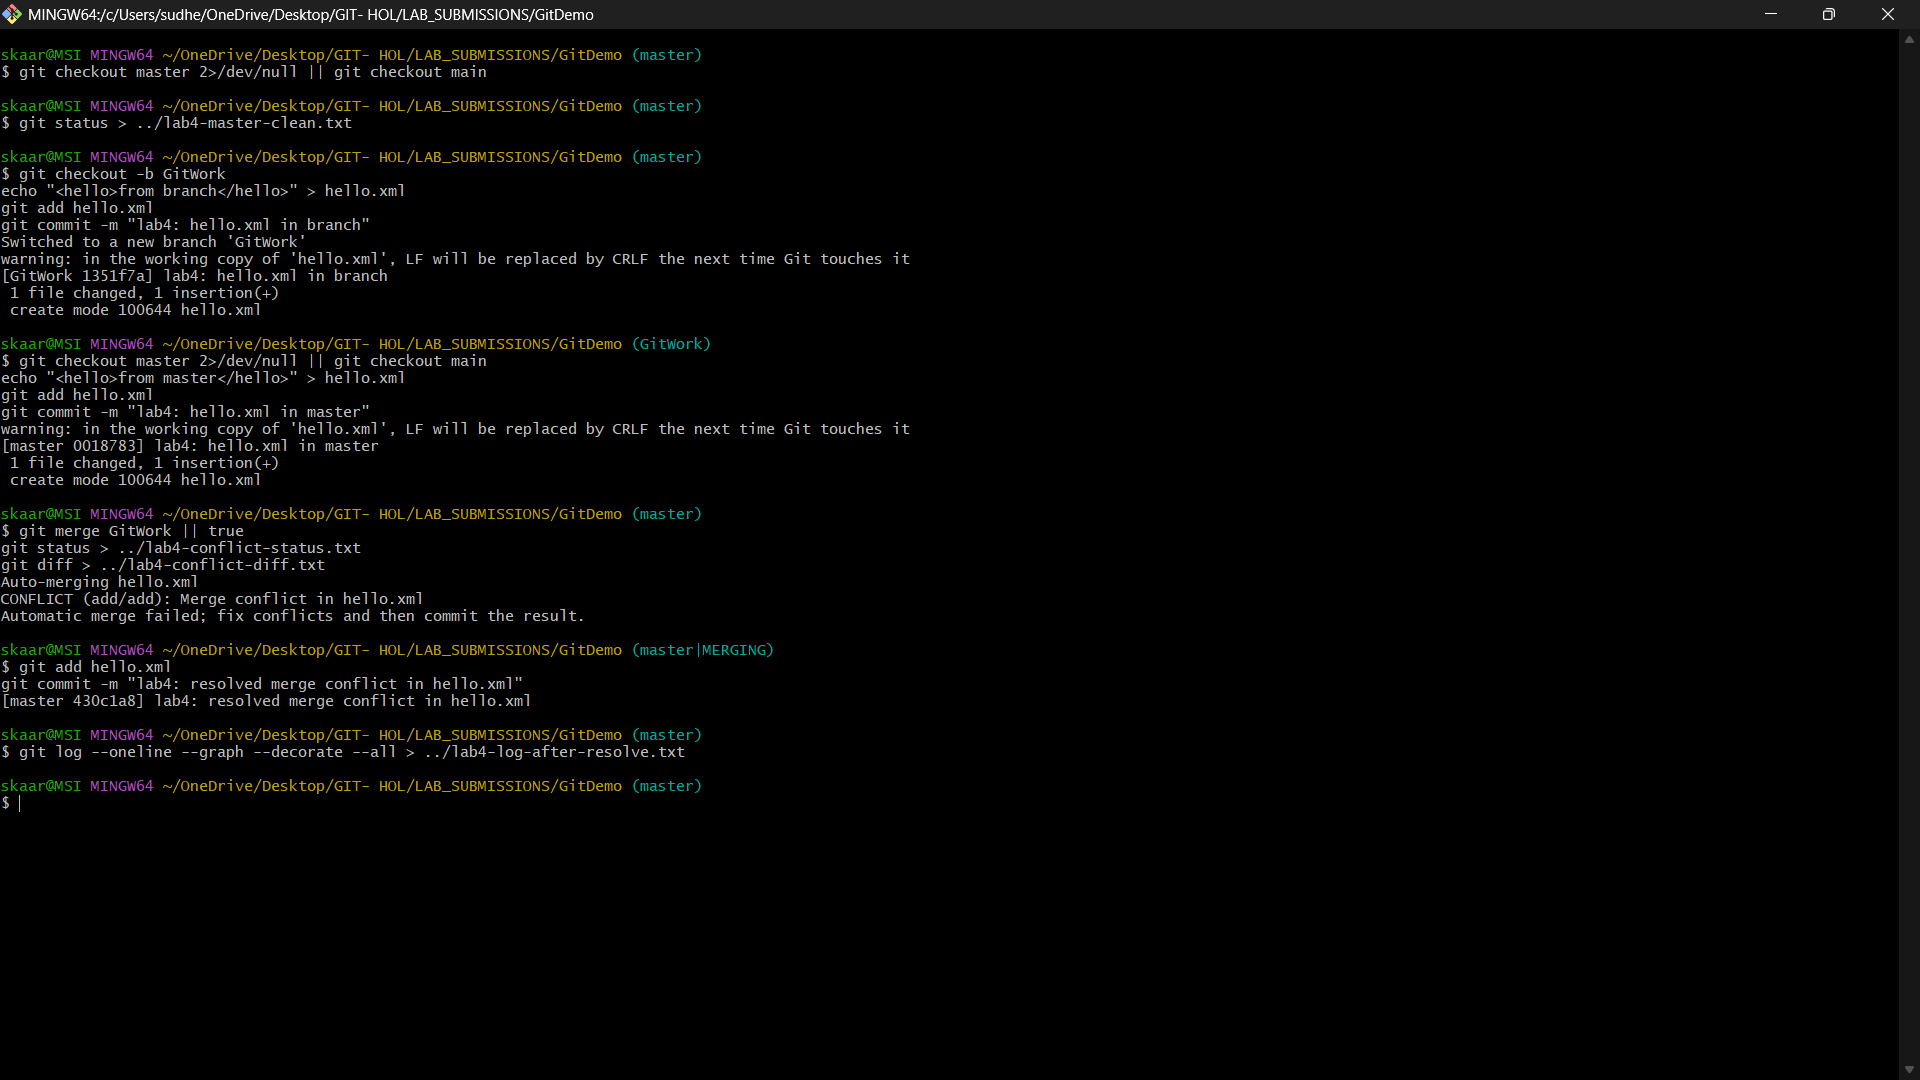 MINGW64:/c/Users/sudhe/OneDrive/Desktop/GIT- HOL/LAB_SUBMISSIONS/GitDemo
skaar@MSI MINGW64 ~/OneDrive/Desktop/GIT- HOL/LAB_SUBMISSIONS/GitDemo (master)
$ git checkout master 2>/dev/null || git checkout main
skaar@MSI MINGW64 ~/OneDrive/Desktop/GIT- HOL/LAB_SUBMISSIONS/GitDemo (master)
$ git status > ../lab4-master-clean.txt
skaar@MSI MINGW64 ~/OneDrive/Desktop/GIT- HOL/LAB_SUBMISSIONS/GitDemo (master)
$ git checkout -b GitWork
echo "<hello>from branch</hello>" > hello.xml
git add hello.xml
git commit -m "lab4: hello.xml in branch"
Switched to a new branch 'GitWork'
warning: in the working copy of 'hello.xml', LF will be replaced by CRLF the next time Git touches it
[GitWork 1351f7a] lab4: hello.xml in branch
 1 file changed, 1 insertion(+)
 create mode 100644 hello.xml
skaar@MSI MINGW64 ~/OneDrive/Desktop/GIT- HOL/LAB_SUBMISSIONS/GitDemo (GitWork)
$ git checkout master 2>/dev/null || git checkout main
echo "<hello>from master</hello>" > hello.xml
git add hello.xml
git commit -m "lab4: hello.xml in master"
warning: in the working copy of 'hello.xml', LF will be replaced by CRLF the next time Git touches it
[master 0018783] lab4: hello.xml in master
 1 file changed, 1 insertion(+)
 create mode 100644 hello.xml
skaar@MSI MINGW64 ~/OneDrive/Desktop/GIT- HOL/LAB_SUBMISSIONS/GitDemo (master)
$ git merge GitWork || true
git status > ../lab4-conflict-status.txt
git diff > ../lab4-conflict-diff.txt
Auto-merging hello.xml
CONFLICT (add/add): Merge conflict in hello.xml
Automatic merge failed; fix conflicts and then commit the result.
skaar@MSI MINGW64 ~/OneDrive/Desktop/GIT- HOL/LAB_SUBMISSIONS/GitDemo (master|MERGING)
$ git add hello.xml
git commit -m "lab4: resolved merge conflict in hello.xml"
[master 430c1a8] lab4: resolved merge conflict in hello.xml
skaar@MSI MINGW64 ~/OneDrive/Desktop/GIT- HOL/LAB_SUBMISSIONS/GitDemo (master)
$ git log --oneline --graph --decorate --all > ../lab4-log-after-resolve.txt
skaar@MSI MINGW64 ~/OneDrive/Desktop/GIT- HOL/LAB_SUBMISSIONS/GitDemo (master)
$